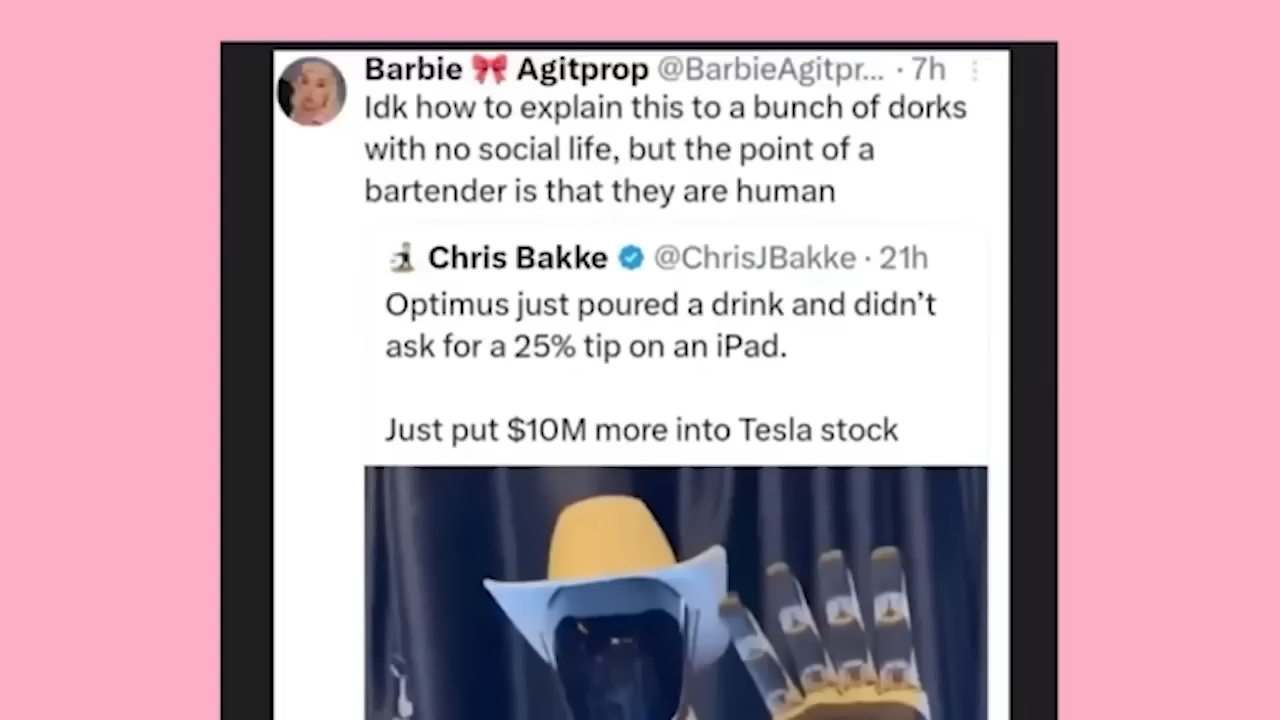 Barbie 🎀 Agitprop @BarbieAgitpr... · 7h
Idk how to explain this to a bunch of dorks
with no social life, but the point of a
bartender is that they are human
Chris Bakke @ChrisJBakke · 21h
Optimus just poured a drink and didn't
ask for a 25% tip on an iPad.
Just put $10M more into Tesla stock